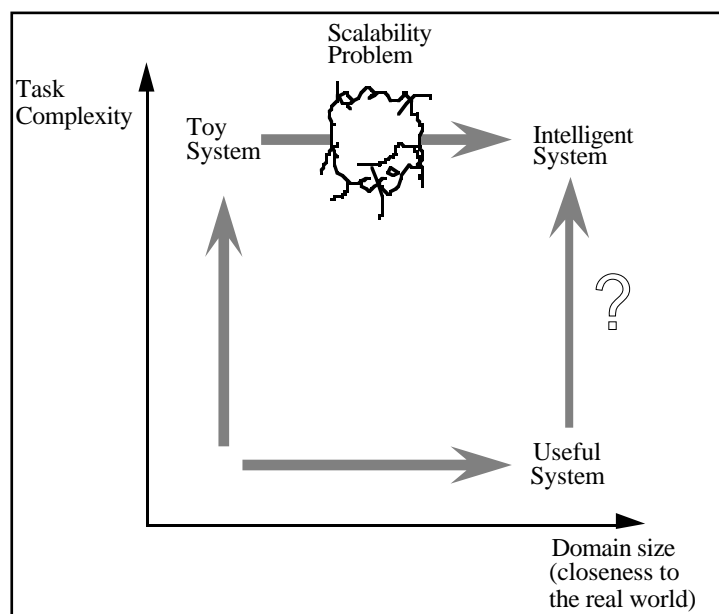 Scalability
Problem
Task
Complexity
Toy
System
Intelligent
System
?
Useful
System
Domain size
(closeness to
the real world)